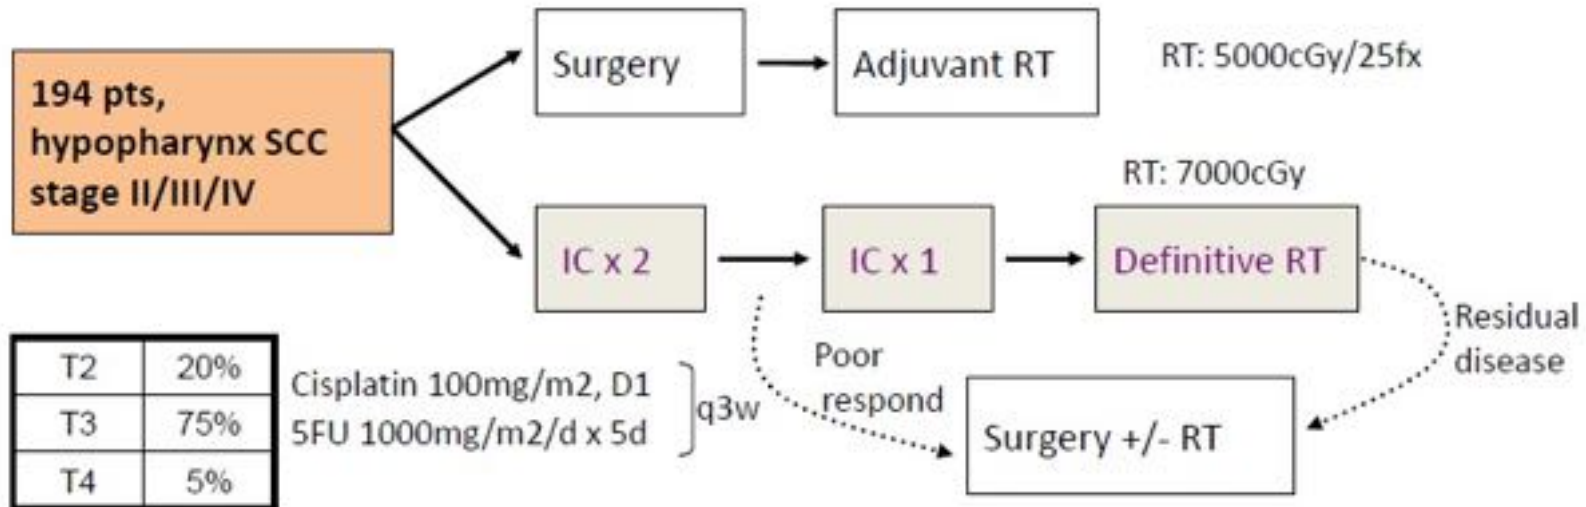 194 pts,
hypopharynx SCC
stage II/III/IV
Surgery
Adjuvant RT
RT: 5000cGy/25fx
RT: 7000cGy
IC x 2
IC x 1
Definitive RT
Residual
disease
Poor
respond
Surgery +/- RT
T2 20%
T3 75%
T4 5%
Cisplatin 100mg/m2, D1
5FU 1000mg/m2/d x 5d
q3w